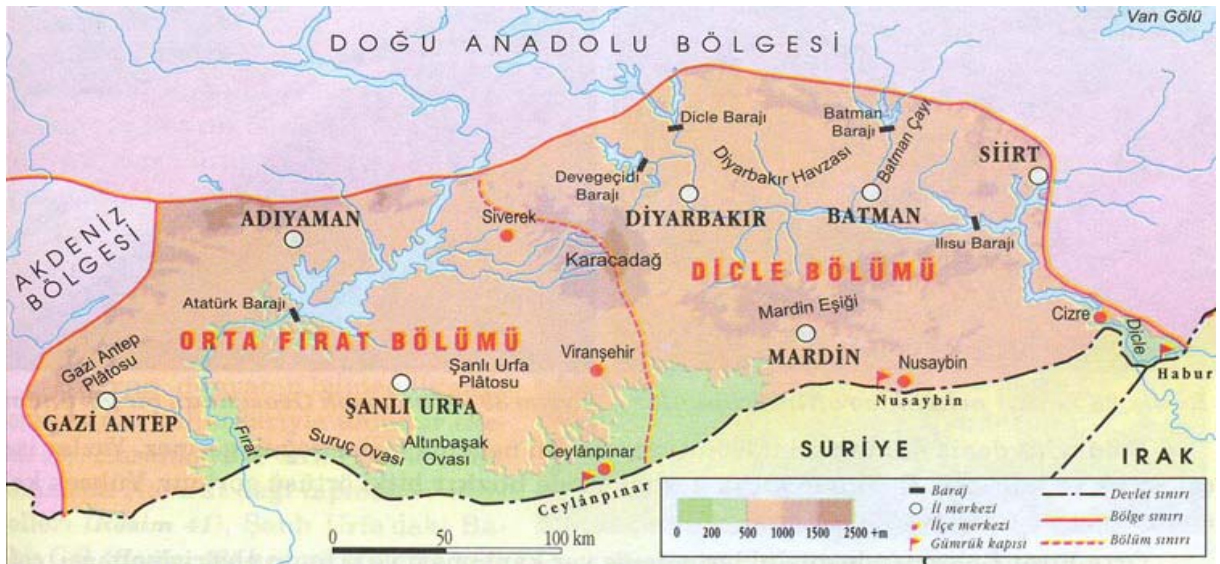 Van Gölü
DOĞU ANADOLU BÖLGESİ
AKDENİZ
BÖLGESİ
Dicle Barajı
Batman
Barajı
Batman Çayı
Diyarbakır Havzası
SİİRT
Devegeçidi
Barajı
DİYARBAKIR
BATMAN
ADIYAMAN
Siverek
Ilısu Barajı
Karacadağ
DİCLE BÖLÜMÜ
Atatürk Barajı
Mardin Eşiği
Cizre
Dicle
ORTA FIRAT BÖLÜMÜ
Gazi Antep
Plâtosu
Viranşehir
MARDİN
Nusaybin
Habur
Şanlı Urfa
Plâtosu
Nusaybin
GAZİ ANTEP
ŞANLI URFA
Fırat
Suruç Ovası
Altınbaşak
Ovası
Ceylânpınar
Ceylânpınar
SURİYE
IRAK
0 50 100 km
0 200 500 1000 1500 2500 +m
Baraj
İl merkezi
İlçe merkezi
Gümrük kapısı
Devlet sınırı
Bölge sınırı
Bölüm sınırı